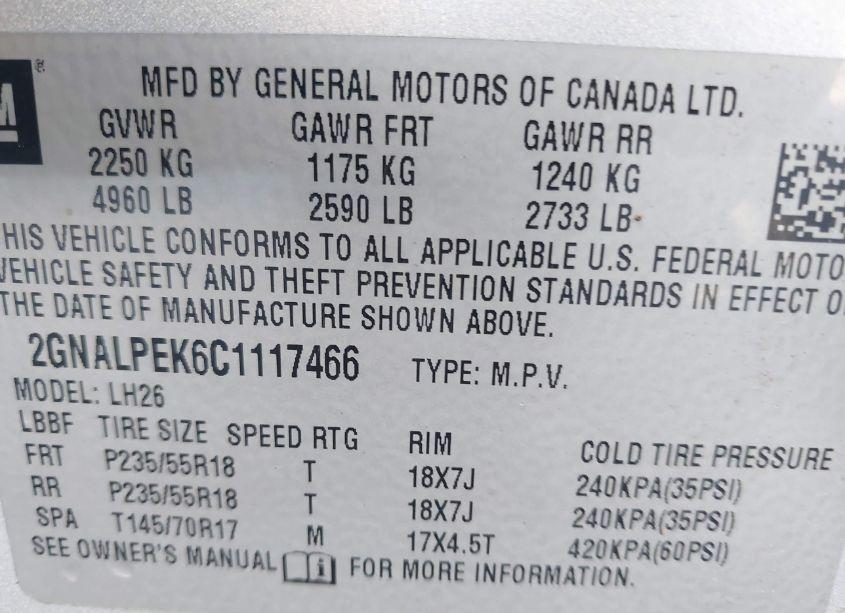 M ®
MFD BY GENERAL MOTORS OF CANADA LTD.
GVWR GAWR FRT GAWR RR
2250 KG 1175 KG 1240 KG
4960 LB 2590 LB 2733 LB
HIS VEHICLE CONFORMS TO ALL APPLICABLE U.S. FEDERAL MOTO
VEHICLE SAFETY AND THEFT PREVENTION STANDARDS IN EFFECT O
THE DATE OF MANUFACTURE SHOWN ABOVE.
2GNALPEK6C1117466 TYPE: M.P.V.
MODEL: LH26
LBBF TIRE SIZE SPEED RTG RIM COLD TIRE PRESSURE
FRT P235/55R18 T 18X7J 240KPA(35PSI)
RR P235/55R18 T 18X7J 240KPA(35PSI)
SPA T145/70R17 M 17X4.5T 420KPA(60PSI)
SEE OWNER'S MANUAL i FOR MORE INFORMATION.